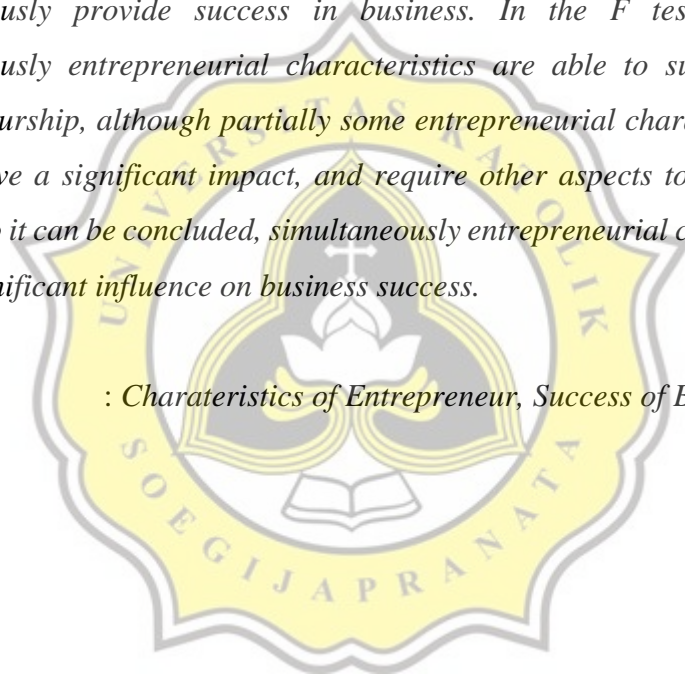 usly provide success in business. In the F tes
usly entrepreneurial characteristics are able to su
urship, although partially some entrepreneurial chara
ve a significant impact, and require other aspects to
it can be concluded, simultaneously entrepreneurial c
nificant influence on business success.
: Charateristics of Entrepreneur, Success of B
UNIVERSITAS KATOLIK
SOEGIJAPRANATA